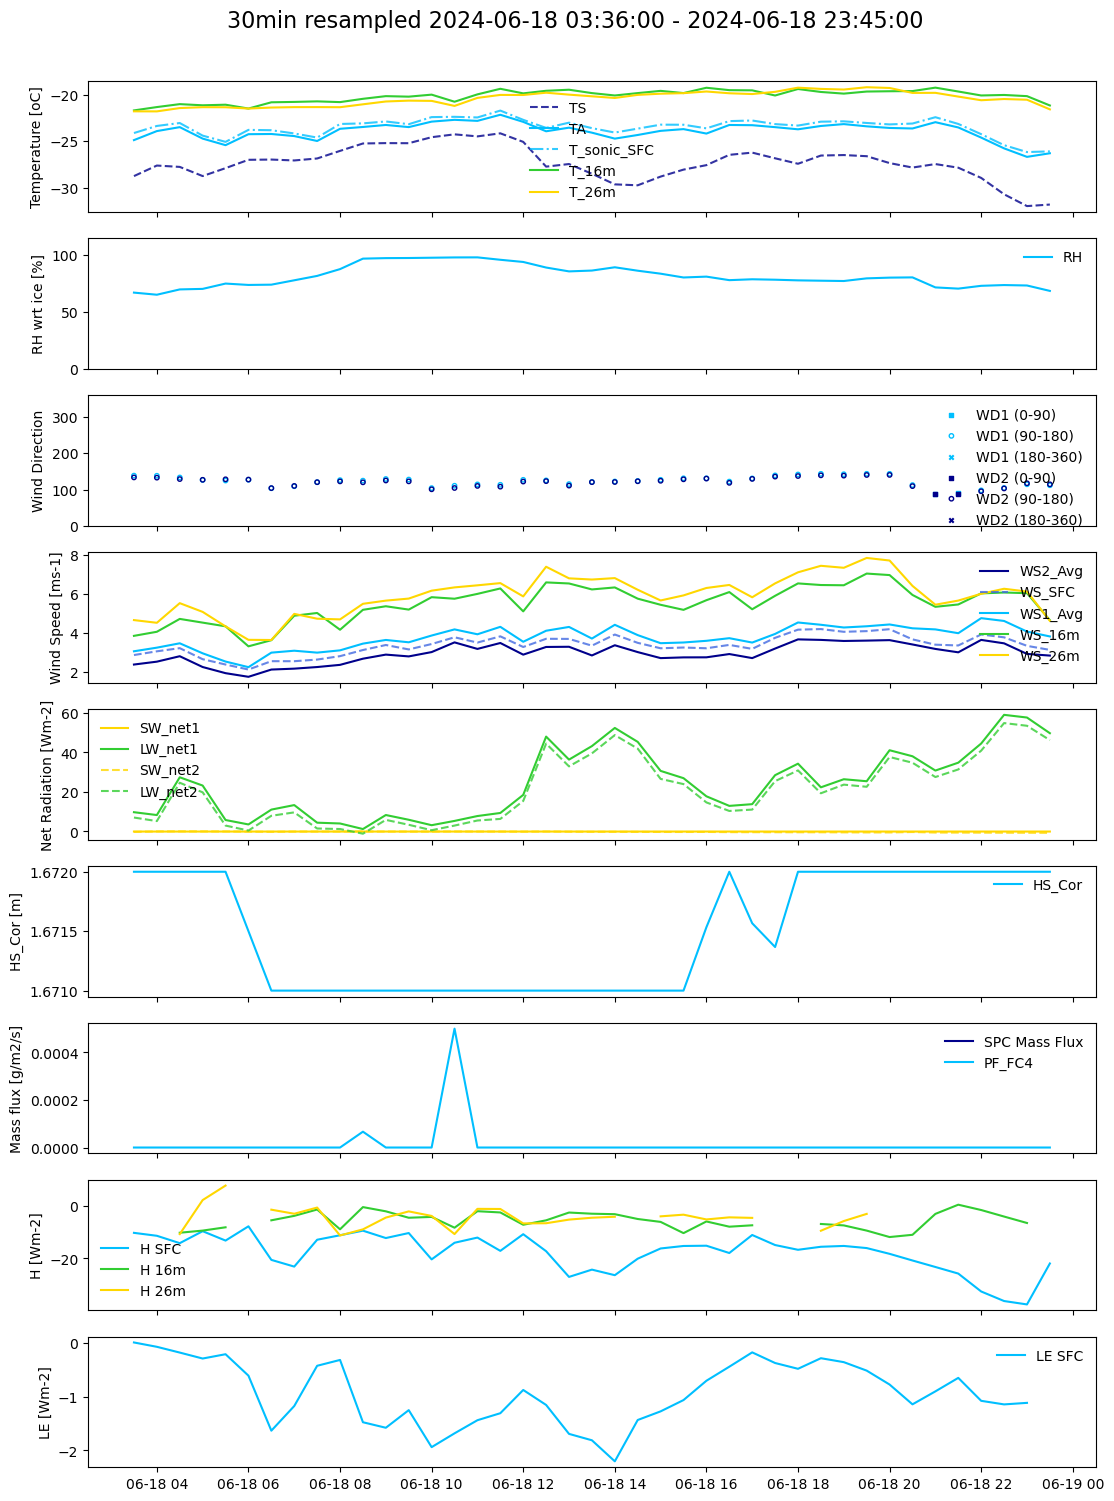 30min resampled 2024-06-18 03:36:00 - 2024-06-18 23:45:00
Temperature [oC]
−20
−25
−30
TS
TA
T_sonic_SFC
T_16m
T_26m
RH wrt ice [%]
100
50
0
RH
Wind Direction
300
200
100
0
WD1 (0-90)
WD1 (90-180)
WD1 (180-360)
WD2 (0-90)
WD2 (90-180)
WD2 (180-360)
Wind Speed [ms-1]
8
6
4
2
WS2_Avg
WS_SFC
WS1_Avg
WS_16m
WS_26m
Net Radiation [Wm-2]
60
40
20
0
SW_net1
LW_net1
SW_net2
LW_net2
HS_Cor [m]
1.6720
1.6715
1.6710
HS_Cor
Mass flux [g/m2/s]
0.0004
0.0002
0.0000
SPC Mass Flux
PF_FC4
H [Wm-2]
0
−20
H SFC
H 16m
H 26m
LE [Wm-2]
0
−1
−2
LE SFC
06-18 04 06-18 06 06-18 08 06-18 10 06-18 12 06-18 14 06-18 16 06-18 18 06-18 20 06-18 22 06-19 00